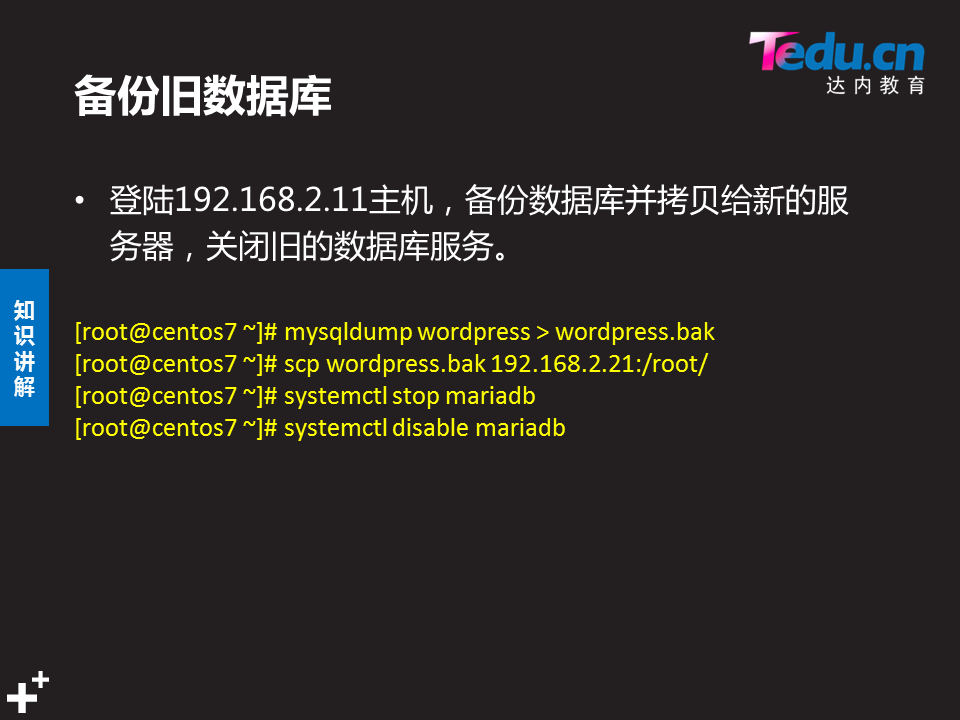 Tedu.cn
达内教育
备份旧数据库
• 登陆192.168.2.11主机，备份数据库并拷贝给新的服
务器，关闭旧的数据库服务。
知识讲解
[root@centos7 ~]# mysqldump wordpress > wordpress.bak
[root@centos7 ~]# scp wordpress.bak 192.168.2.21:/root/
[root@centos7 ~]# systemctl stop mariadb
[root@centos7 ~]# systemctl disable mariadb